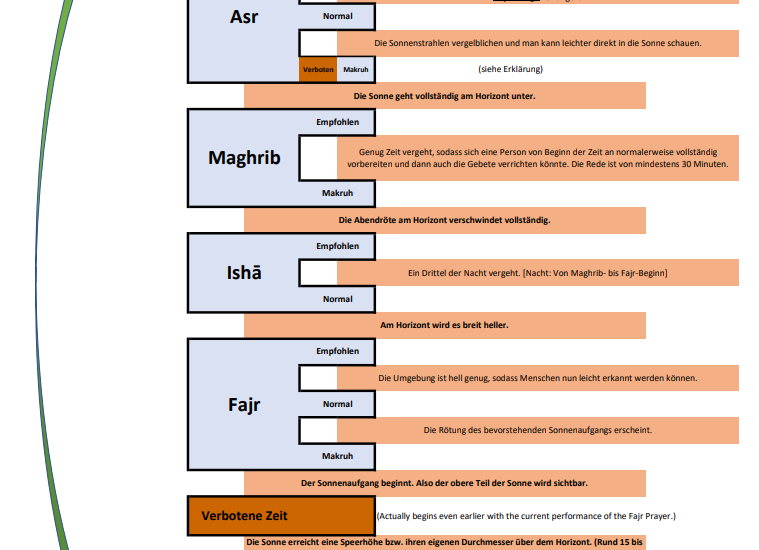 Asr
Normal
Die Sonnenstrahlen vergelblichen und man kann leichter direkt in die Sonne schauen.
Verboten
Makruh
(siehe Erklärung)
Die Sonne geht vollständig am Horizont unter.
Empfohlen
Maghrib
Genug Zeit vergeht, sodass sich eine Person von Beginn der Zeit an normalerweise vollständig
vorbereiten und dann auch die Gebete verrichten könnte. Die Rede ist von mindestens 30 Minuten.
Makruh
Die Abendröte am Horizont verschwindet vollständig.
Empfohlen
Ishā
Ein Drittel der Nacht vergeht. [Nacht: Von Maghrib- bis Fajr-Beginn]
Normal
Am Horizont wird es breit heller.
Empfohlen
Die Umgebung ist hell genug, sodass Menschen nun leicht erkannt werden können.
Fajr
Normal
Die Rötung des bevorstehenden Sonnenaufgangs erscheint.
Makruh
Der Sonnenaufgang beginnt. Also der obere Teil der Sonne wird sichtbar.
Verbotene Zeit
(Actually begins even earlier with the current performance of the Fajr Prayer.)
Die Sonne erreicht eine Speerhöhe bzw. ihren eigenen Durchmesser über dem Horizont. (Rund 15 bis